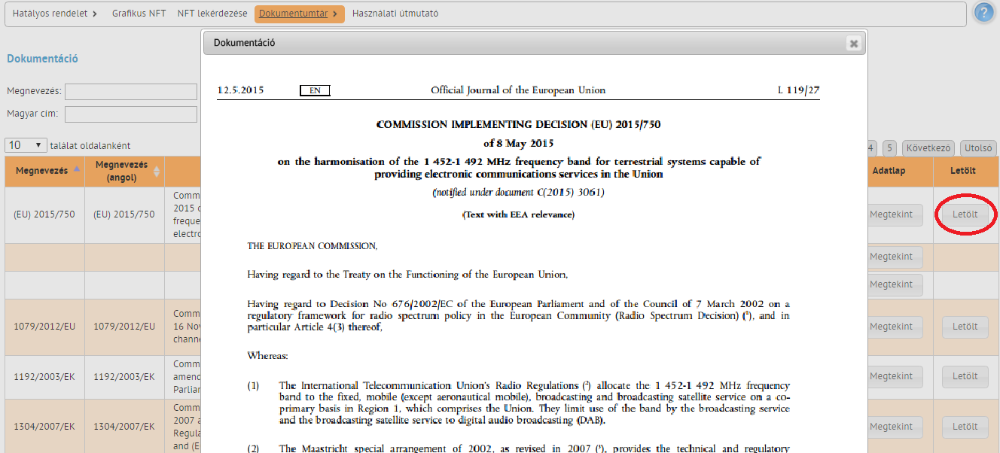 Hatályos rendelet > Grafikus NFT NFT lekérdezése Dokumentumtár > Használati útmutató ?
Dokumentáció
Dokumentáció
Megnevezés:
Magyar cím:
10 találat oldalanként
4 5 Következő Utolsó
Megnevezés Megnevezés (angol) Adatlap Letölt
(EU) 2015/750 (EU) 2015/750 Megtekint Letölt
2015
Megtekint
Megtekint
1079/2012/EU 1079/2012/EU Megtekint Letölt
16
1192/2003/EK 1192/2003/EK Megtekint Letölt
1304/2007/EK 1304/2007/EK Megtekint Letölt
2007
12.5.2015 EN Official Journal of the European Union L 119/27
COMMISSION IMPLEMENTING DECISION (EU) 2015/750
of 8 May 2015
on the harmonisation of the 1 452-1 492 MHz frequency band for terrestrial systems capable of
providing electronic communications services in the Union
(notified under document C(2015) 3061)
(Text with EEA relevance)
THE EUROPEAN COMMISSION,
Having regard to the Treaty on the Functioning of the European Union,
Having regard to Decision No 676/2002/EC of the European Parliament and of the Council of 7 March 2002 on a
regulatory framework for radio spectrum policy in the European Community (Radio Spectrum Decision) (¹), and in
particular Article 4(3) thereof,
Whereas:
(1) The International Telecommunication Union's Radio Regulations (²) allocate the 1 452-1 492 MHz frequency
band to the fixed, mobile (except aeronautical mobile), broadcasting and broadcasting satellite service on a co-
primary basis in Region 1, which comprises the Union. They limit use of the band by the broadcasting service
and the broadcasting satellite service to digital audio broadcasting (DAB).
(2) The Maastricht special arrangement of 2002, as revised in 2007 (³), provides the technical and regulatory